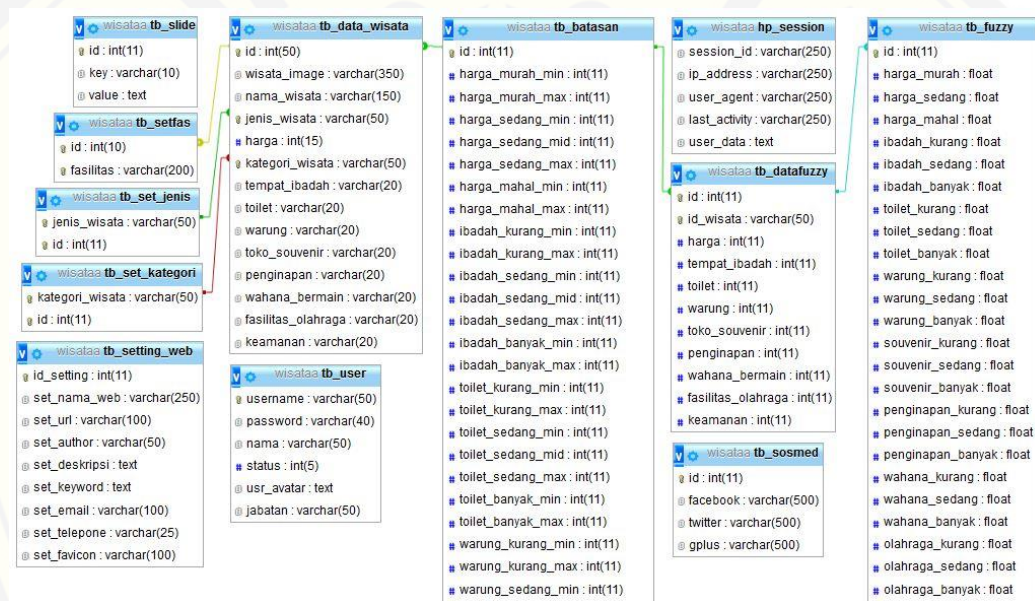 wisataa tb_slide
id : int(11)
key : varchar(10)
value : text
wisataa tb_setfas
id : int(10)
fasilitas : varchar(200)
wisataa tb_set_jenis
jenis_wisata : varchar(50)
id : int(11)
wisataa tb_set_kategori
kategori_wisata : varchar(50)
id : int(11)
wisataa tb_setting_web
id_setting : int(11)
set_nama_web : varchar(250)
set_url : varchar(100)
set_author : varchar(50)
set_deskripsi : text
set_keyword : text
set_email : varchar(100)
set_telepone : varchar(25)
set_favicon : varchar(100)
wisataa tb_data_wisata
id : int(50)
wisata_image : varchar(350)
nama_wisata : varchar(150)
jenis_wisata : varchar(50)
harga : int(15)
kategori_wisata : varchar(50)
tempat_ibadah : varchar(20)
toilet : varchar(20)
warung : varchar(20)
toko_souvenir : varchar(20)
penginapan : varchar(20)
wahana_bermain : varchar(20)
fasilitas_olahraga : varchar(20)
keamanan : varchar(20)
wisataa tb_user
username : varchar(50)
password : varchar(40)
nama : varchar(50)
status : int(5)
usr_avatar : text
jabatan : varchar(50)
wisataa tb_batasan
id : int(11)
harga_murah_min : int(11)
harga_murah_max : int(11)
harga_sedang_min : int(11)
harga_sedang_mid : int(11)
harga_sedang_max : int(11)
harga_mahal_min : int(11)
harga_mahal_max : int(11)
ibadah_kurang_min : int(11)
ibadah_kurang_max : int(11)
ibadah_sedang_min : int(11)
ibadah_sedang_mid : int(11)
ibadah_sedang_max : int(11)
ibadah_banyak_min : int(11)
ibadah_banyak_max : int(11)
toilet_kurang_min : int(11)
toilet_kurang_max : int(11)
toilet_sedang_min : int(11)
toilet_sedang_mid : int(11)
toilet_sedang_max : int(11)
toilet_banyak_min : int(11)
toilet_banyak_max : int(11)
warung_kurang_min : int(11)
warung_kurang_max : int(11)
warung_sedang_min : int(11)
wisataa hp_session
session_id : varchar(250)
ip_address : varchar(250)
user_agent : varchar(250)
last_activity : varchar(250)
user_data : text
wisataa tb_datafuzzy
id : int(11)
id_wisata : varchar(50)
harga : int(11)
tempat_ibadah : int(11)
toilet : int(11)
warung : int(11)
toko_souvenir : int(11)
penginapan : int(11)
wahana_bermain : int(11)
fasilitas_olahraga : int(11)
keamanan : int(11)
wisataa tb_sosmed
id : int(11)
facebook : varchar(500)
twitter : varchar(500)
gplus : varchar(500)
wisataa tb_fuzzy
id : int(11)
harga_murah : float
harga_sedang : float
harga_mahal : float
ibadah_kurang : float
ibadah_sedang : float
ibadah_banyak : float
toilet_kurang : float
toilet_sedang : float
toilet_banyak : float
warung_kurang : float
warung_sedang : float
warung_banyak : float
souvenir_kurang : float
souvenir_sedang : float
souvenir_banyak : float
penginapan_kurang : float
penginapan_sedang : float
penginapan_banyak : float
wahana_kurang : float
wahana_sedang : float
wahana_banyak : float
olahraga_kurang : float
olahraga_sedang : float
olahraga_banyak : float